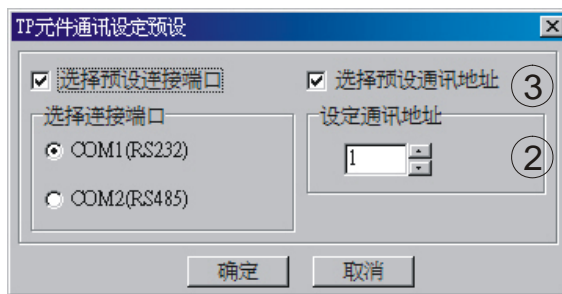 TP元件通讯设定预设
选择预设连接端口
选择预设通讯地址
③
选择连接端口
设定通讯地址
COM1(RS232)
1
②
COM2(RS485)
确定
取消